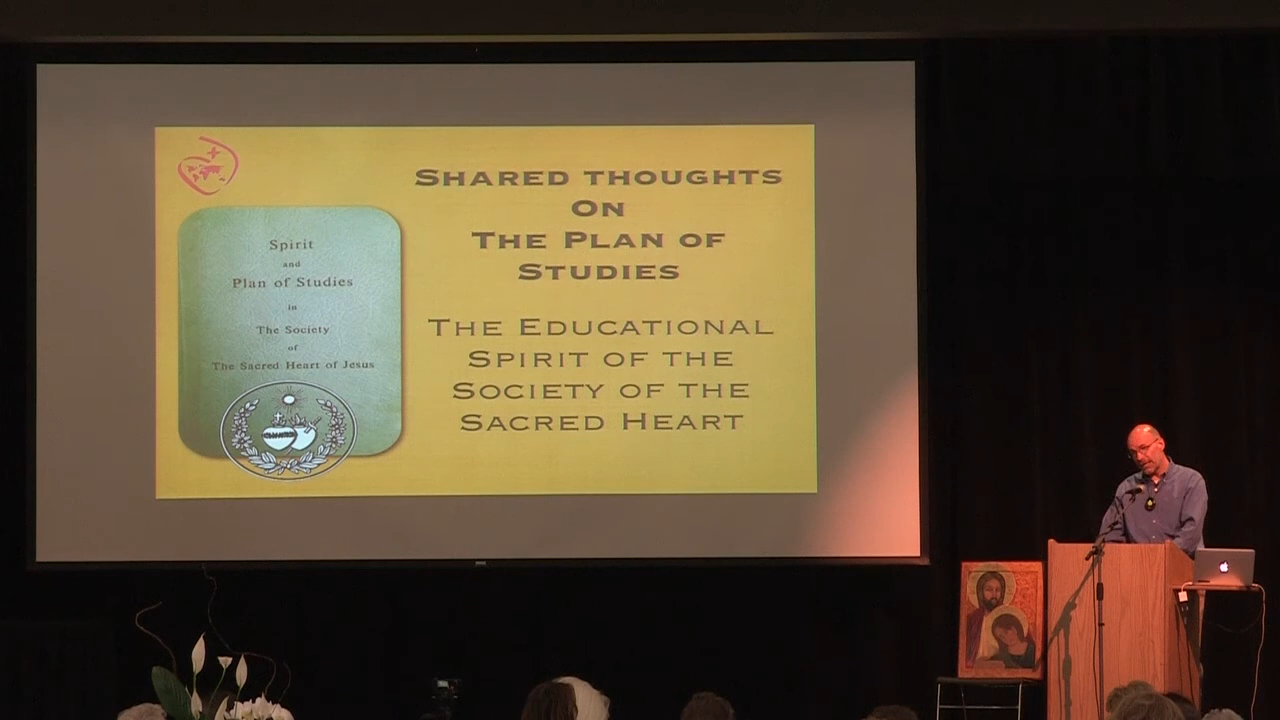 SHARED THOUGHTS
ON
THE PLAN OF
STUDIES
THE EDUCATIONAL
SPIRIT OF THE
SOCIETY OF THE
SACRED HEART
Spirit
and
Plan of Studies
in
The Society
of
The Sacred Heart of Jesus